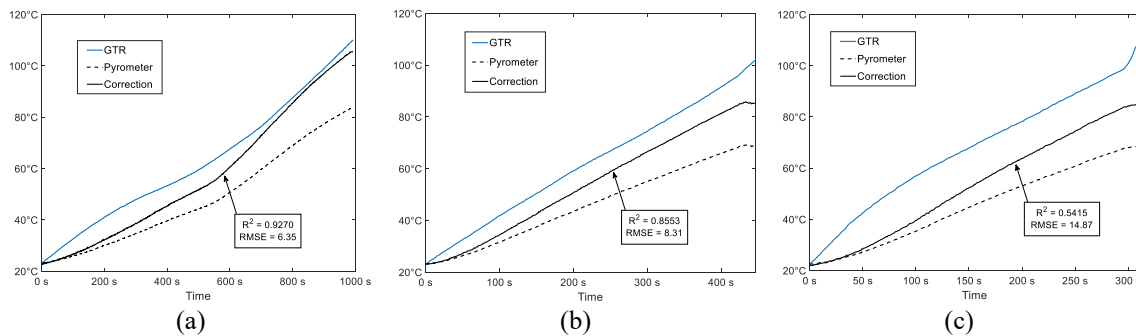 (a)
120°C
100°C
80°C
60°C
40°C
20°C
GTR
Pyrometer
Correction
R² = 0.9270
RMSE = 6.35
0 s
200 s
400 s
600 s
800 s
1000 s
Time
(a)
(b)
120°C
100°C
80°C
60°C
40°C
20°C
GTR
Pyrometer
Correction
R² = 0.8553
RMSE = 8.31
0 s
100 s
200 s
300 s
400 s
Time
(b)
c)
120°C
100°C
80°C
60°C
40°C
20°C
GTR
Pyrometer
Correction
R² = 0.5415
RMSE = 14.87
0 s
50 s
100 s
150 s
200 s
250 s
300 s
Time
(c)